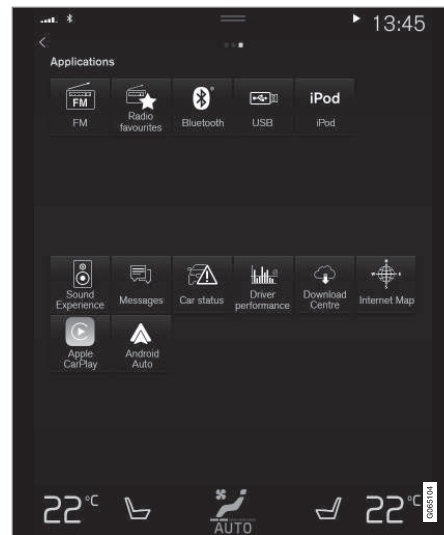 13:45
Applications
FM
iPod
FM
Radio
favourites
Bluetooth
USB
iPod
Sound
Experience
Messages
Car status
Driver
performance
Download
Centre
Internet Map
Apple
CarPlay
Android
Auto
22°C
AUTO
22°C
G065104